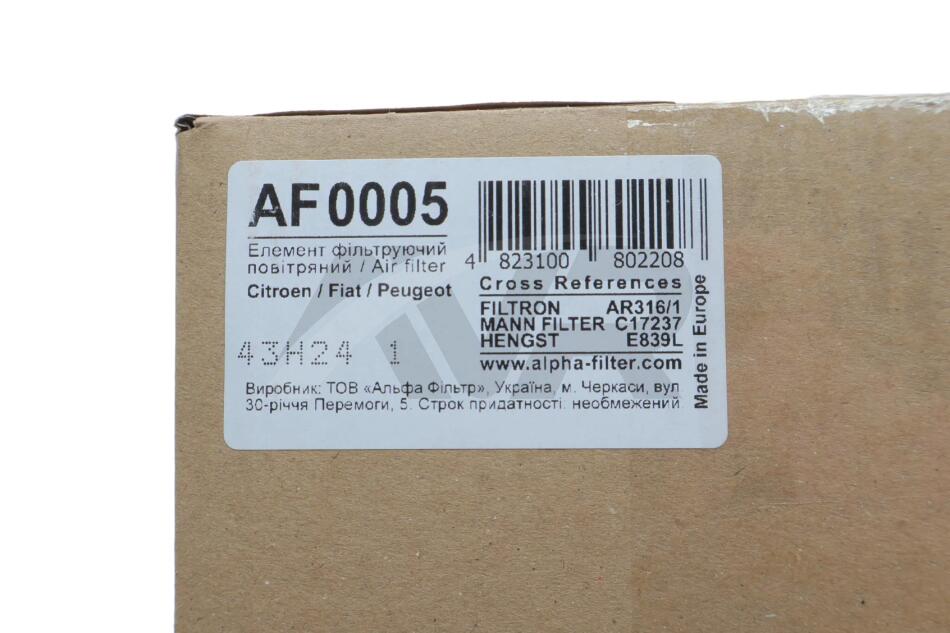 AF0005
Елемент фільтруючий
повітряний / Air filter
Citroen / Fiat / Peugeot
43H24 1
4 823100 802208
Cross References
FILTRON AR316/1
MANN FILTER C17237
HENGST E839L
www.alpha-filter.com
Made in Europe
Виробник: ТОВ «Альфа Фільтр», Україна, м. Черкаси, вул.
30-річчя Перемоги, 5. Строк придатності: необмежений.